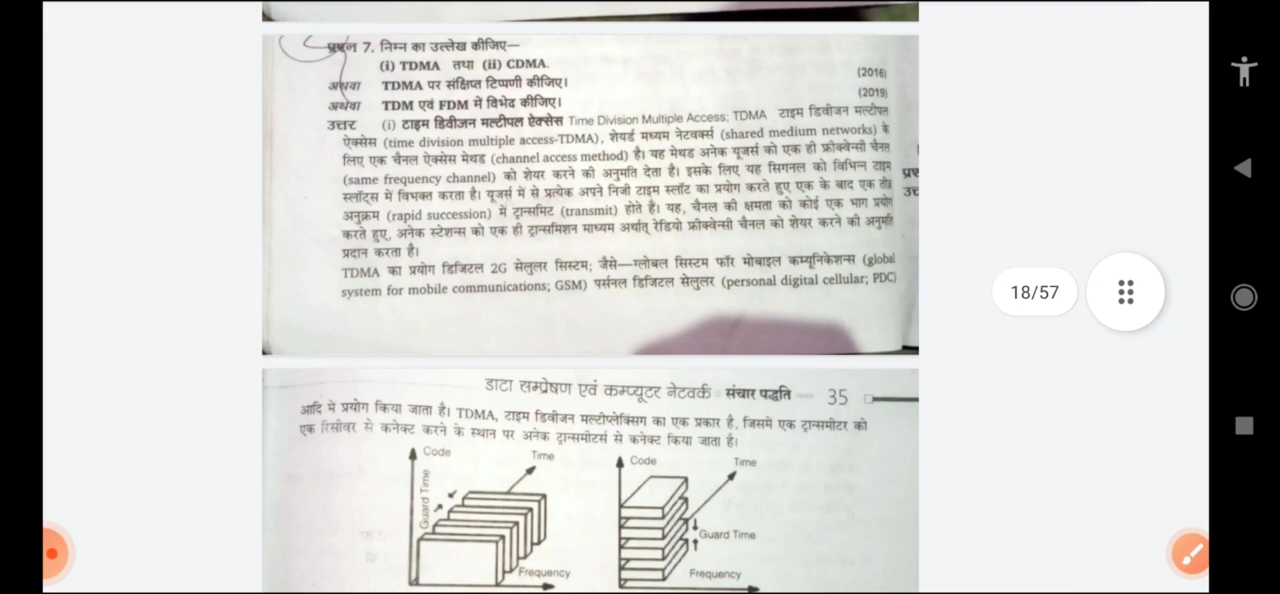 प्रश्न 7. निम्न का उल्लेख कीजिए—
(i) TDMA तथा (ii) CDMA.
अथवा TDMA पर संक्षिप्त टिप्पणी कीजिए। (2016)
अथवा TDM एवं FDM में विभेद कीजिए। (2019)
उत्तर (i) टाइम डिवीजन मल्टीपल ऐक्सेस Time Division Multiple Access; TDMA टाइम डिवीजन मल्टीपल
ऐक्सेस (time division multiple access-TDMA), शेयर्ड मध्यम नेटवर्क्स (shared medium networks) के
लिए एक चैनल ऐक्सेस मेथड (channel access method) है। यह मेथड अनेक यूजर्स को एक ही फ्रीक्वेन्सी चैनल
(same frequency channel) को शेयर करने की अनुमति देता है। इसके लिए यह सिगनल को विभिन्न टाइम
स्लॉट्स में विभक्त करता है। यूजर्स में से प्रत्येक अपने निजी टाइम स्लॉट का प्रयोग करते हुए एक के बाद एक तीव्र
अनुक्रम (rapid succession) में ट्रान्समिट (transmit) होते हैं। यह, चैनल की क्षमता को कोई एक भाग प्रयोग
करते हुए, अनेक स्टेशन्स को एक ही ट्रान्समिशन माध्यम अर्थात् रेडियो फ्रीक्वेन्सी चैनल को शेयर करने की अनुमति
प्रदान करता है।
TDMA का प्रयोग डिजिटल 2G सेलुलर सिस्टम; जैसे—ग्लोबल सिस्टम फॉर मोबाइल कम्यूनिकेशन्स (global
system for mobile communications; GSM) पर्सनल डिजिटल सेलुलर (personal digital cellular; PDC)
18/57
डाटा सम्प्रेषण एवं कम्प्यूटर नेटवर्क संचार पद्धति 35
आदि में प्रयोग किया जाता है। TDMA, टाइम डिवीजन मल्टीप्लेक्सिंग का एक प्रकार है, जिसमें एक ट्रान्समीटर को
एक रिसीवर से कनेक्ट करने के स्थान पर अनेक ट्रान्समीटर्स से कनेक्ट किया जाता है।
Code Time Code Time
Guard Time
Guard Time
Frequency Frequency